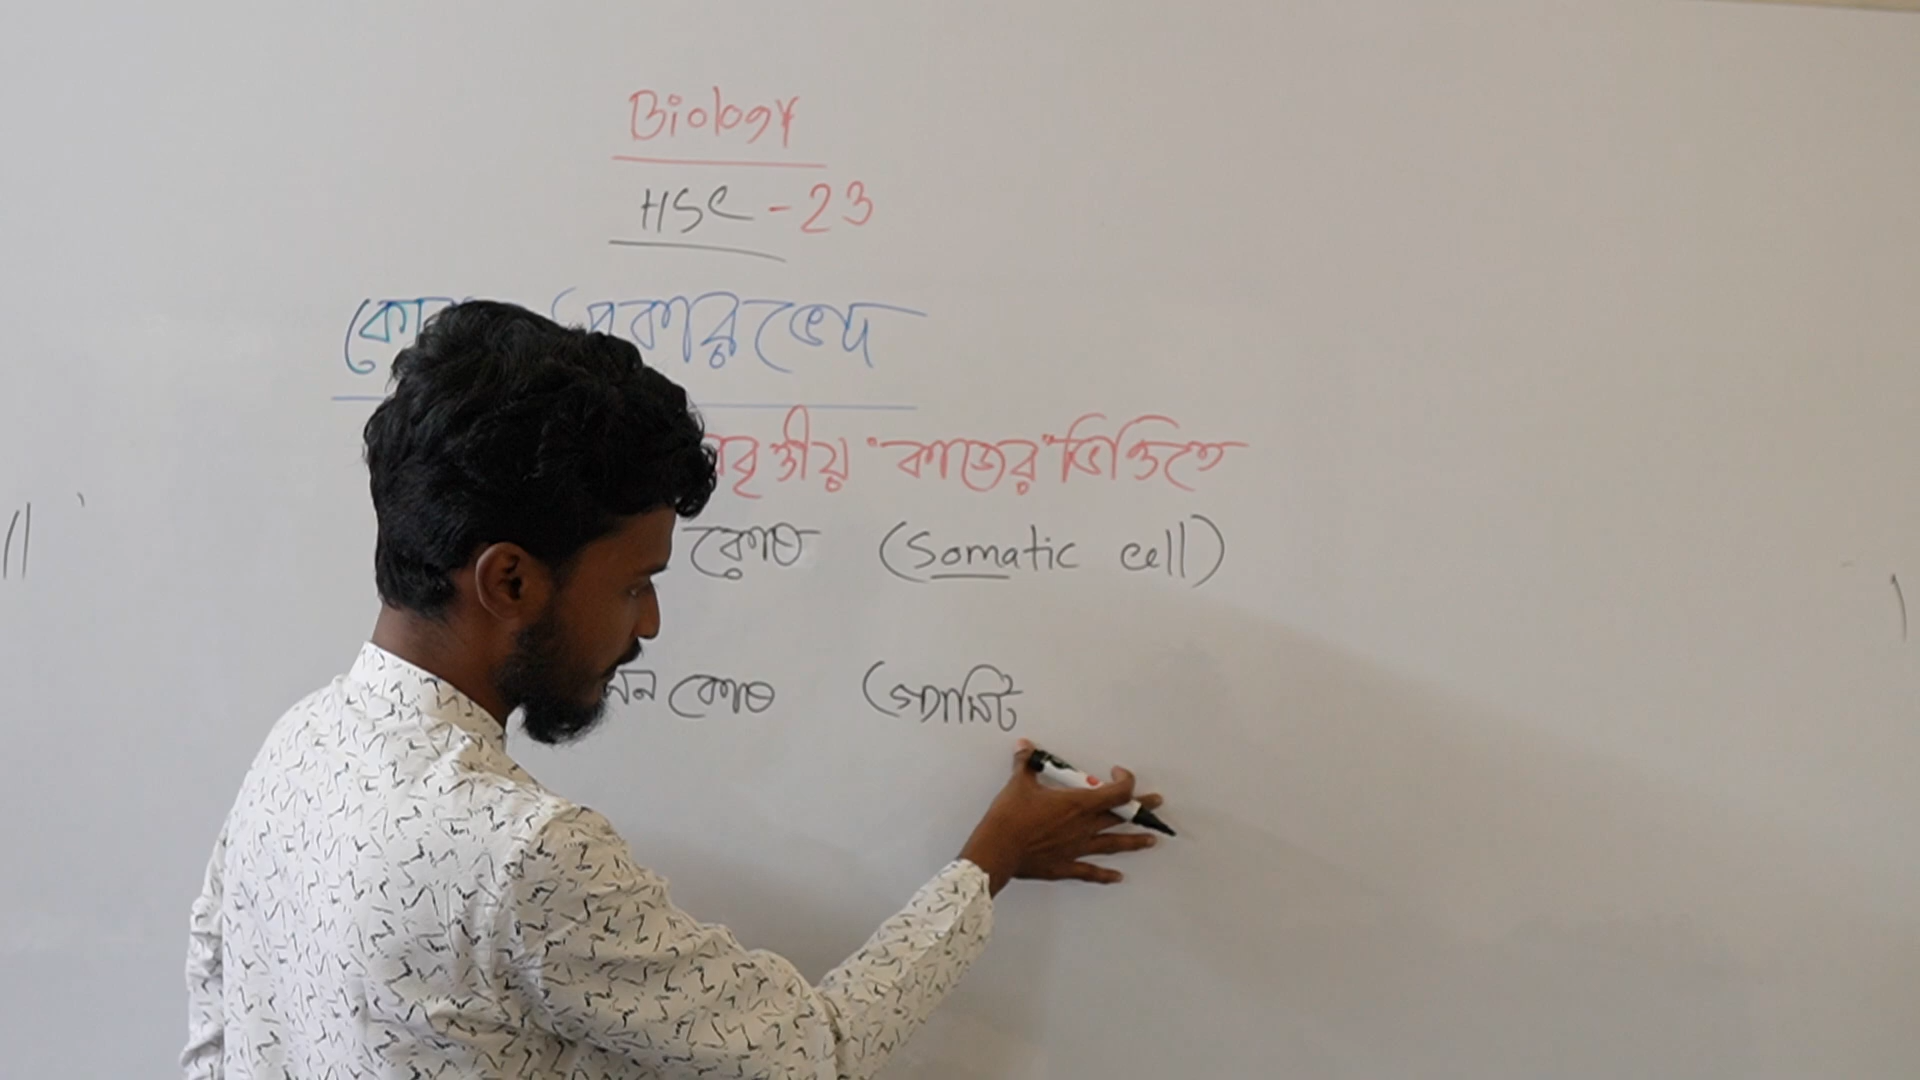 Biology
HSC - 23
প্রকারভেদ
"কাজের" ভিত্তিতে
কোষ (Somatic cell)
কোষ (গ্যামিট